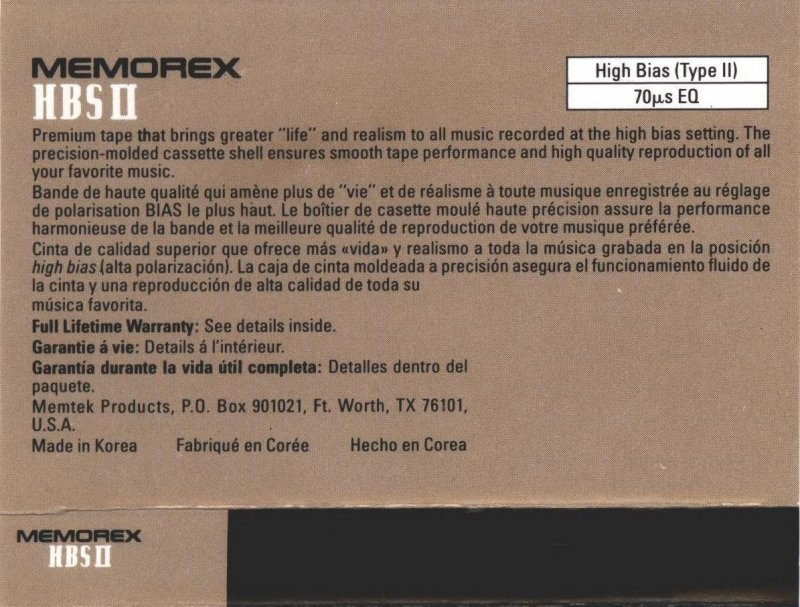 MEMOREX
HBS II
High Bias (Type II)
70µs EQ
Premium tape that brings greater "life" and realism to all music recorded at the high bias setting. The
precision-molded cassette shell ensures smooth tape performance and high quality reproduction of all
your favorite music.
Bande de haute qualité qui amène plus de "vie" et de réalisme à toute musique enregistrée au réglage
de polarisation BIAS le plus haut. Le boîtier de casette moulé haute précision assure la performance
harmonieuse de la bande et la meilleure qualité de reproduction de votre musique préférée.
Cinta de calidad superior que ofrece más «vida» y realismo a toda la música grabada en la posición
high bias (alta polarización). La caja de cinta moldeada a precisión asegura el funcionamiento fluido de
la cinta y una reproducción de alta calidad de toda su
música favorita.
Full Lifetime Warranty: See details inside.
Garantie á vie: Details á l'intérieur.
Garantía durante la vida útil completa: Detalles dentro del
paquete.
Memtek Products, P.O. Box 901021, Ft. Worth, TX 76101,
U.S.A.
Made in Korea Fabriqué en Corée Hecho en Corea
MEMOREX
HBS II